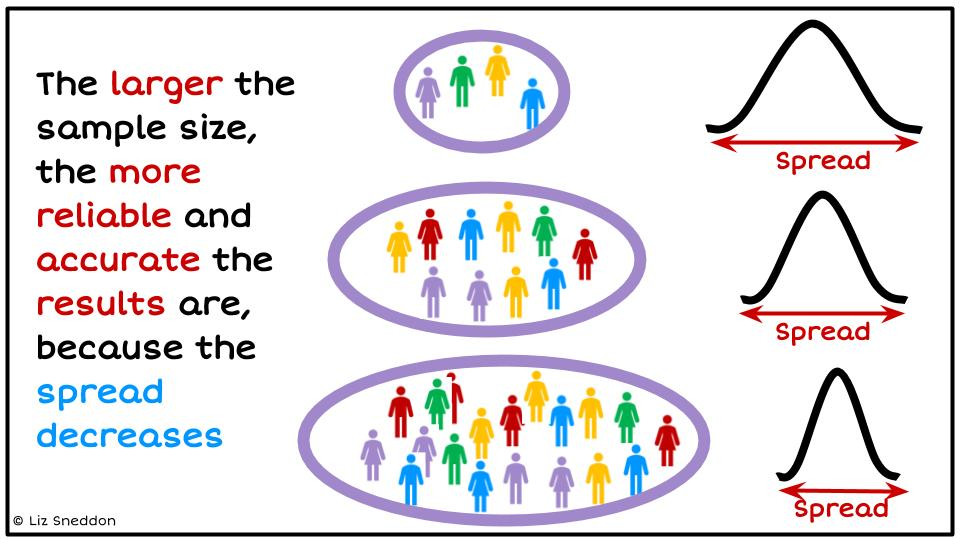 The larger the
sample size,
the more
reliable and
accurate the
results are,
because the
spread
decreases
Spread
Spread
Spread
© Liz Sneddon